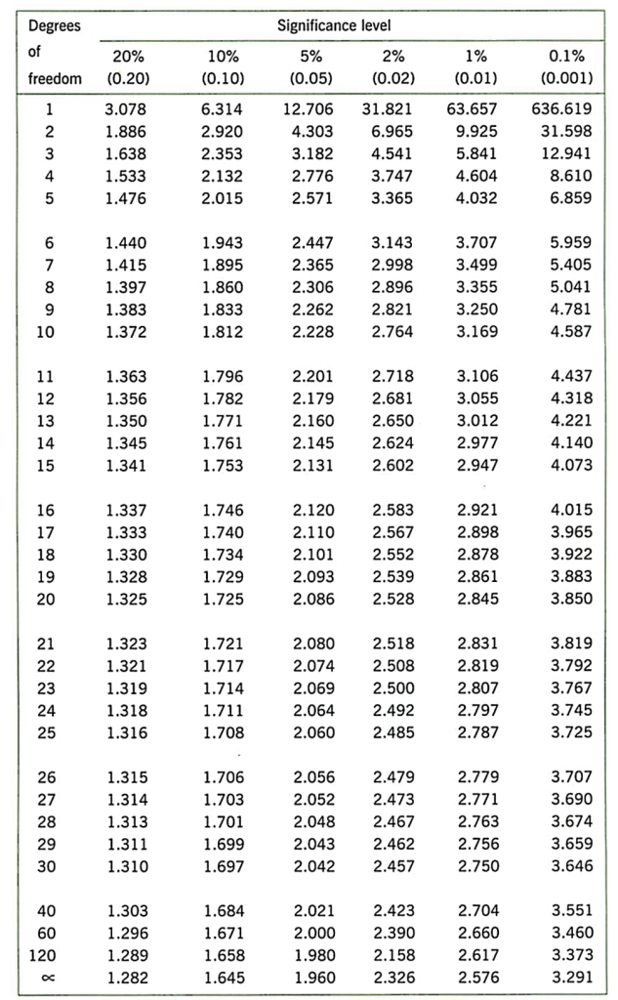 Degrees Significance level
of 20% 10% 5% 2% 1% 0.1%
freedom (0.20) (0.10) (0.05) (0.02) (0.01) (0.001)
1 3.078 6.314 12.706 31.821 63.657 636.619
2 1.886 2.920 4.303 6.965 9.925 31.598
3 1.638 2.353 3.182 4.541 5.841 12.941
4 1.533 2.132 2.776 3.747 4.604 8.610
5 1.476 2.015 2.571 3.365 4.032 6.859
6 1.440 1.943 2.447 3.143 3.707 5.959
7 1.415 1.895 2.365 2.998 3.499 5.405
8 1.397 1.860 2.306 2.896 3.355 5.041
9 1.383 1.833 2.262 2.821 3.250 4.781
10 1.372 1.812 2.228 2.764 3.169 4.587
11 1.363 1.796 2.201 2.718 3.106 4.437
12 1.356 1.782 2.179 2.681 3.055 4.318
13 1.350 1.771 2.160 2.650 3.012 4.221
14 1.345 1.761 2.145 2.624 2.977 4.140
15 1.341 1.753 2.131 2.602 2.947 4.073
16 1.337 1.746 2.120 2.583 2.921 4.015
17 1.333 1.740 2.110 2.567 2.898 3.965
18 1.330 1.734 2.101 2.552 2.878 3.922
19 1.328 1.729 2.093 2.539 2.861 3.883
20 1.325 1.725 2.086 2.528 2.845 3.850
21 1.323 1.721 2.080 2.518 2.831 3.819
22 1.321 1.717 2.074 2.508 2.819 3.792
23 1.319 1.714 2.069 2.500 2.807 3.767
24 1.318 1.711 2.064 2.492 2.797 3.745
25 1.316 1.708 2.060 2.485 2.787 3.725
26 1.315 1.706 2.056 2.479 2.779 3.707
27 1.314 1.703 2.052 2.473 2.771 3.690
28 1.313 1.701 2.048 2.467 2.763 3.674
29 1.311 1.699 2.043 2.462 2.756 3.659
30 1.310 1.697 2.042 2.457 2.750 3.646
40 1.303 1.684 2.021 2.423 2.704 3.551
60 1.296 1.671 2.000 2.390 2.660 3.460
120 1.289 1.658 1.980 2.158 2.617 3.373
∝ 1.282 1.645 1.960 2.326 2.576 3.291